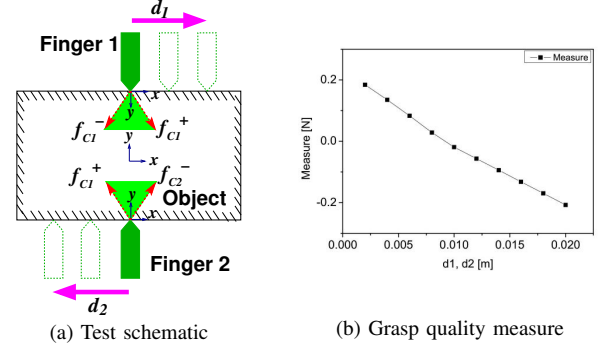 d1
Finger 1
x
y
fC1-
fC1+
y
x
fC1+
fC2-
y
Object
x
Finger 2
d2
(a) Test schematic
Measure
Measure [N]
0.2
0.0
-0.2
0.000 0.005 0.010 0.015 0.020
d1, d2 [m]
(b) Grasp quality measure